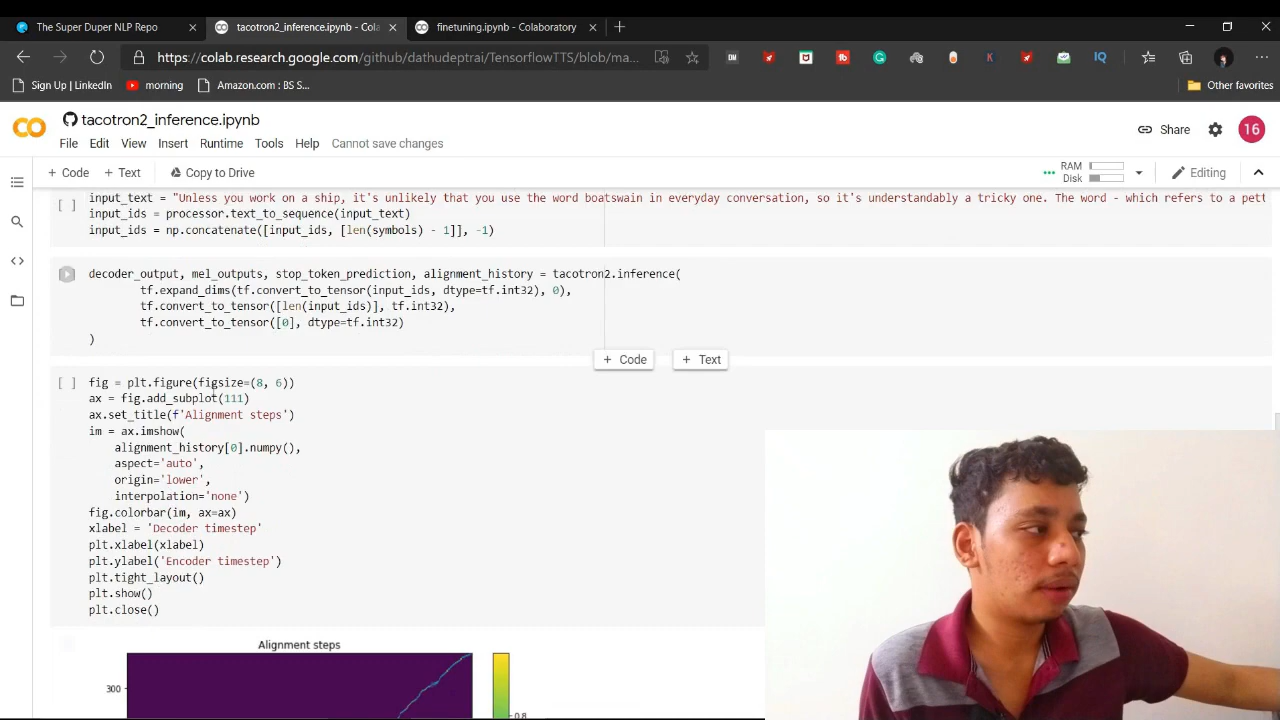 The Super Duper NLP Repo
tacotron2_inference.ipynb - Cola
finetuning.ipynb - Colaboratory
https://colab.research.google.com/github/dathudeptrai/TensorflowTTS/blob/ma...
Sign Up | LinkedIn
morning
Amazon.com : BS S...
Other favorites
tacotron2_inference.ipynb
File Edit View Insert Runtime Tools Help Cannot save changes
Share
16
+ Code + Text
Copy to Drive
RAM
Disk
Editing
input_text = "Unless you work on a ship, it's unlikely that you use the word boatswain in everyday conversation, so it's understandably a tricky one. The word - which refers to a pett
[ ] input_ids = processor.text_to_sequence(input_text)
input_ids = np.concatenate([input_ids, [len(symbols) - 1]], -1)
decoder_output, mel_outputs, stop_token_prediction, alignment_history = tacotron2.inference(
tf.expand_dims(tf.convert_to_tensor(input_ids, dtype=tf.int32), 0),
tf.convert_to_tensor([len(input_ids)], tf.int32),
tf.convert_to_tensor([0], dtype=tf.int32)
)
+ Code + Text
[ ] fig = plt.figure(figsize=(8, 6))
ax = fig.add_subplot(111)
ax.set_title(f'Alignment steps')
im = ax.imshow(
alignment_history[0].numpy(),
aspect='auto',
origin='lower',
interpolation='none')
fig.colorbar(im, ax=ax)
xlabel = 'Decoder timestep'
plt.xlabel(xlabel)
plt.ylabel('Encoder timestep')
plt.tight_layout()
plt.show()
plt.close()
Alignment steps
300
0.8